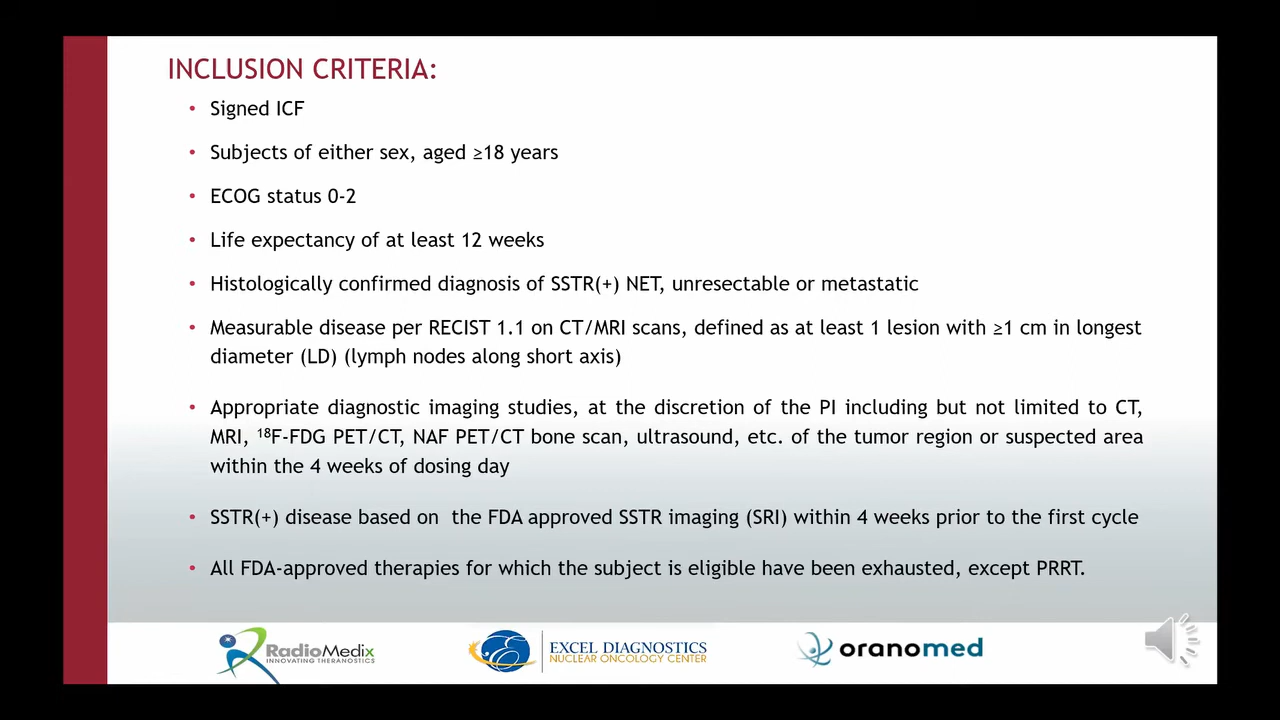 INCLUSION CRITERIA:
• Signed ICF
• Subjects of either sex, aged ≥18 years
• ECOG status 0-2
• Life expectancy of at least 12 weeks
• Histologically confirmed diagnosis of SSTR(+) NET, unresectable or metastatic
• Measurable disease per RECIST 1.1 on CT/MRI scans, defined as at least 1 lesion with ≥1 cm in longest
diameter (LD) (lymph nodes along short axis)
• Appropriate diagnostic imaging studies, at the discretion of the PI including but not limited to CT,
MRI, ¹⁸F-FDG PET/CT, NAF PET/CT bone scan, ultrasound, etc. of the tumor region or suspected area
within the 4 weeks of dosing day
• SSTR(+) disease based on  the FDA approved SSTR imaging (SRI) within 4 weeks prior to the first cycle
• All FDA-approved therapies for which the subject is eligible have been exhausted, except PRRT.
RadioMedix
INNOVATING THERANOSTICS
EXCEL DIAGNOSTICS
NUCLEAR ONCOLOGY CENTER
oranomed